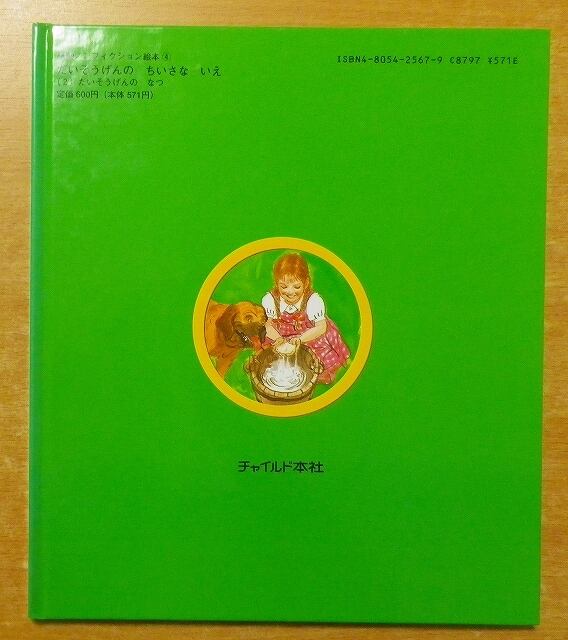 フィクション絵本④
だいそうげんの ちいさな いえ
(2) だいそうげんの なつ
定価600円(本体571円)
ISBN4-8054-2567-9 C8797 ¥571E
チャイルド本社